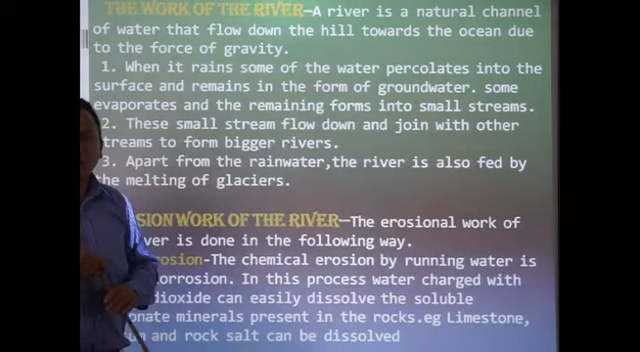 THE WORK OF THE RIVER—A river is a natural channel
of water that flow down the hill towards the ocean due
to the force of gravity.
1. When it rains some of the water percolates into the
surface and remains in the form of groundwater. some
evaporates and the remaining forms into small streams.
2. These small stream flow down and join with other
treams to form bigger rivers.
3. Apart from the rainwater,the river is also fed by
the melting of glaciers.
SION WORK OF THE RIVER—The erosional work of
ver is done in the following way.
osion-The chemical erosion by running water is
orrosion. In this process water charged with
dioxide can easily dissolve the soluble
onate minerals present in the rocks.eg Limestone,
um and rock salt can be dissolved